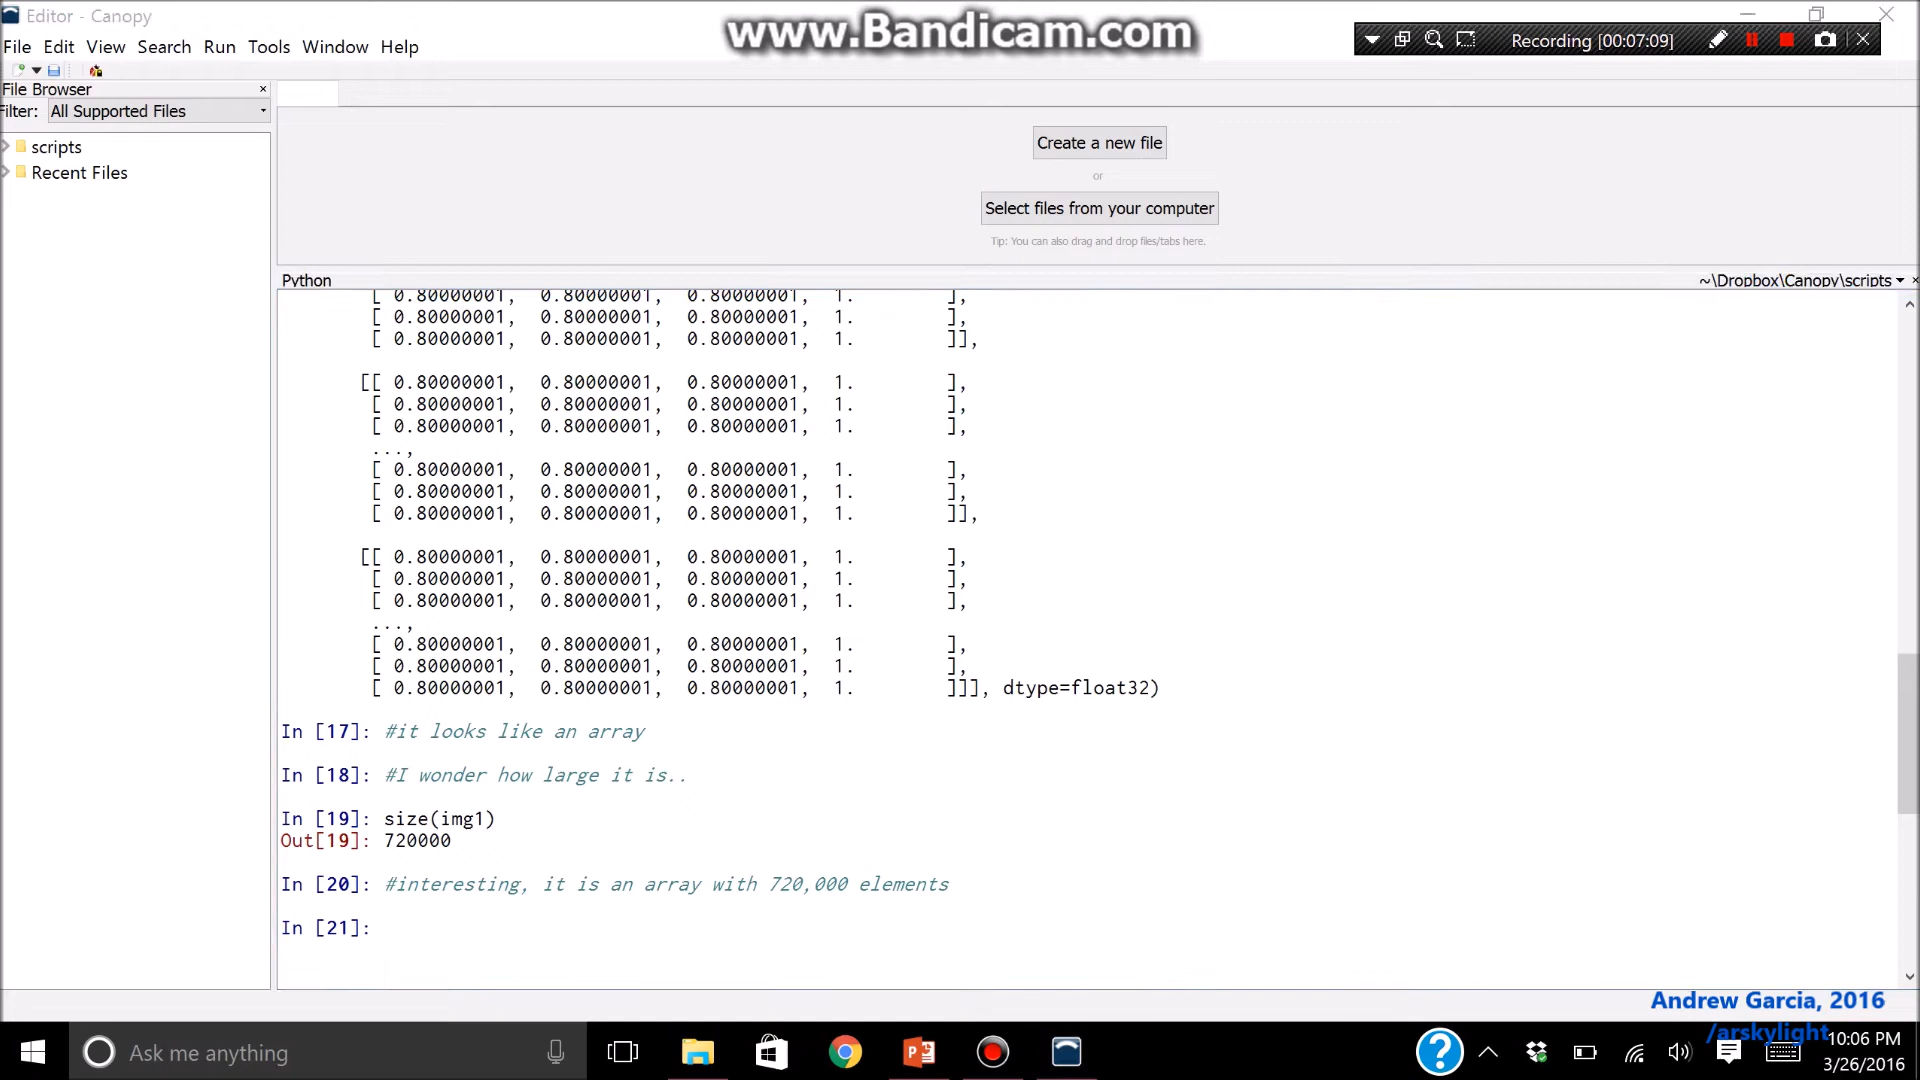 Editor - Canopy
www.Bandicam.com
Recording [00:07:09]
File Edit View Search Run Tools Window Help
File Browser
Filter: All Supported Files
scripts
Recent Files
Create a new file
or
Select files from your computer
Tip: You can also drag and drop files/tabs here.
Python
~\Dropbox\Canopy\scripts
[ 0.80000001, 0.80000001, 0.80000001, 1. ],
[ 0.80000001, 0.80000001, 0.80000001, 1. ],
[ 0.80000001, 0.80000001, 0.80000001, 1. ]],
[[ 0.80000001, 0.80000001, 0.80000001, 1. ],
[ 0.80000001, 0.80000001, 0.80000001, 1. ],
[ 0.80000001, 0.80000001, 0.80000001, 1. ],
...,
[ 0.80000001, 0.80000001, 0.80000001, 1. ],
[ 0.80000001, 0.80000001, 0.80000001, 1. ],
[ 0.80000001, 0.80000001, 0.80000001, 1. ]],
[[ 0.80000001, 0.80000001, 0.80000001, 1. ],
[ 0.80000001, 0.80000001, 0.80000001, 1. ],
[ 0.80000001, 0.80000001, 0.80000001, 1. ],
...,
[ 0.80000001, 0.80000001, 0.80000001, 1. ],
[ 0.80000001, 0.80000001, 0.80000001, 1. ],
[ 0.80000001, 0.80000001, 0.80000001, 1. ]]], dtype=float32)
In [17]: #it looks like an array
In [18]: #I wonder how large it is..
In [19]: size(img1)
Out[19]: 720000
In [20]: #interesting, it is an array with 720,000 elements
In [21]:
Andrew Garcia, 2016
/arskylight
Ask me anything
10:06 PM
3/26/2016